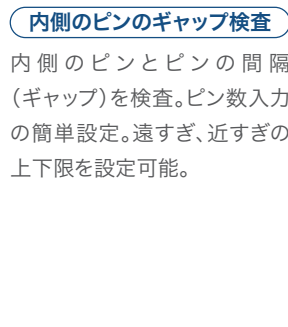 内側のピンのギャップ検査
内側のピンとピンの間隔
（ギャップ）を検査。ピン数入力
の簡単設定。遠すぎ、近すぎの
上下限を設定可能。